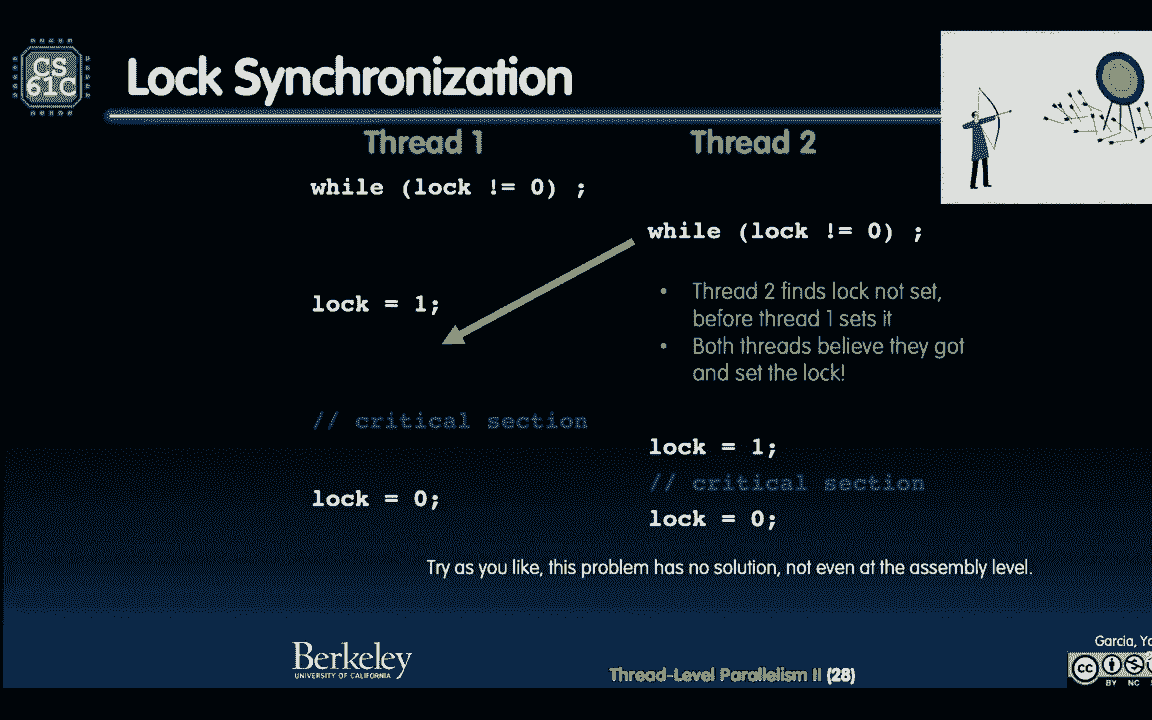 CS
61C
Lock Synchronization
Thread 1
Thread 2
while (lock != 0) ;
while (lock != 0) ;
lock = 1;
• Thread 2 finds lock not set,
before thread 1 sets it
• Both threads believe they got
and set the lock!
// critical section
lock = 1;
// critical section
lock = 0;
lock = 0;
Try as you like, this problem has no solution, not even at the assembly level.
Berkeley
UNIVERSITY OF CALIFORNIA
Thread-Level Parallelism II (28)
Garcia,
cc
BY NC